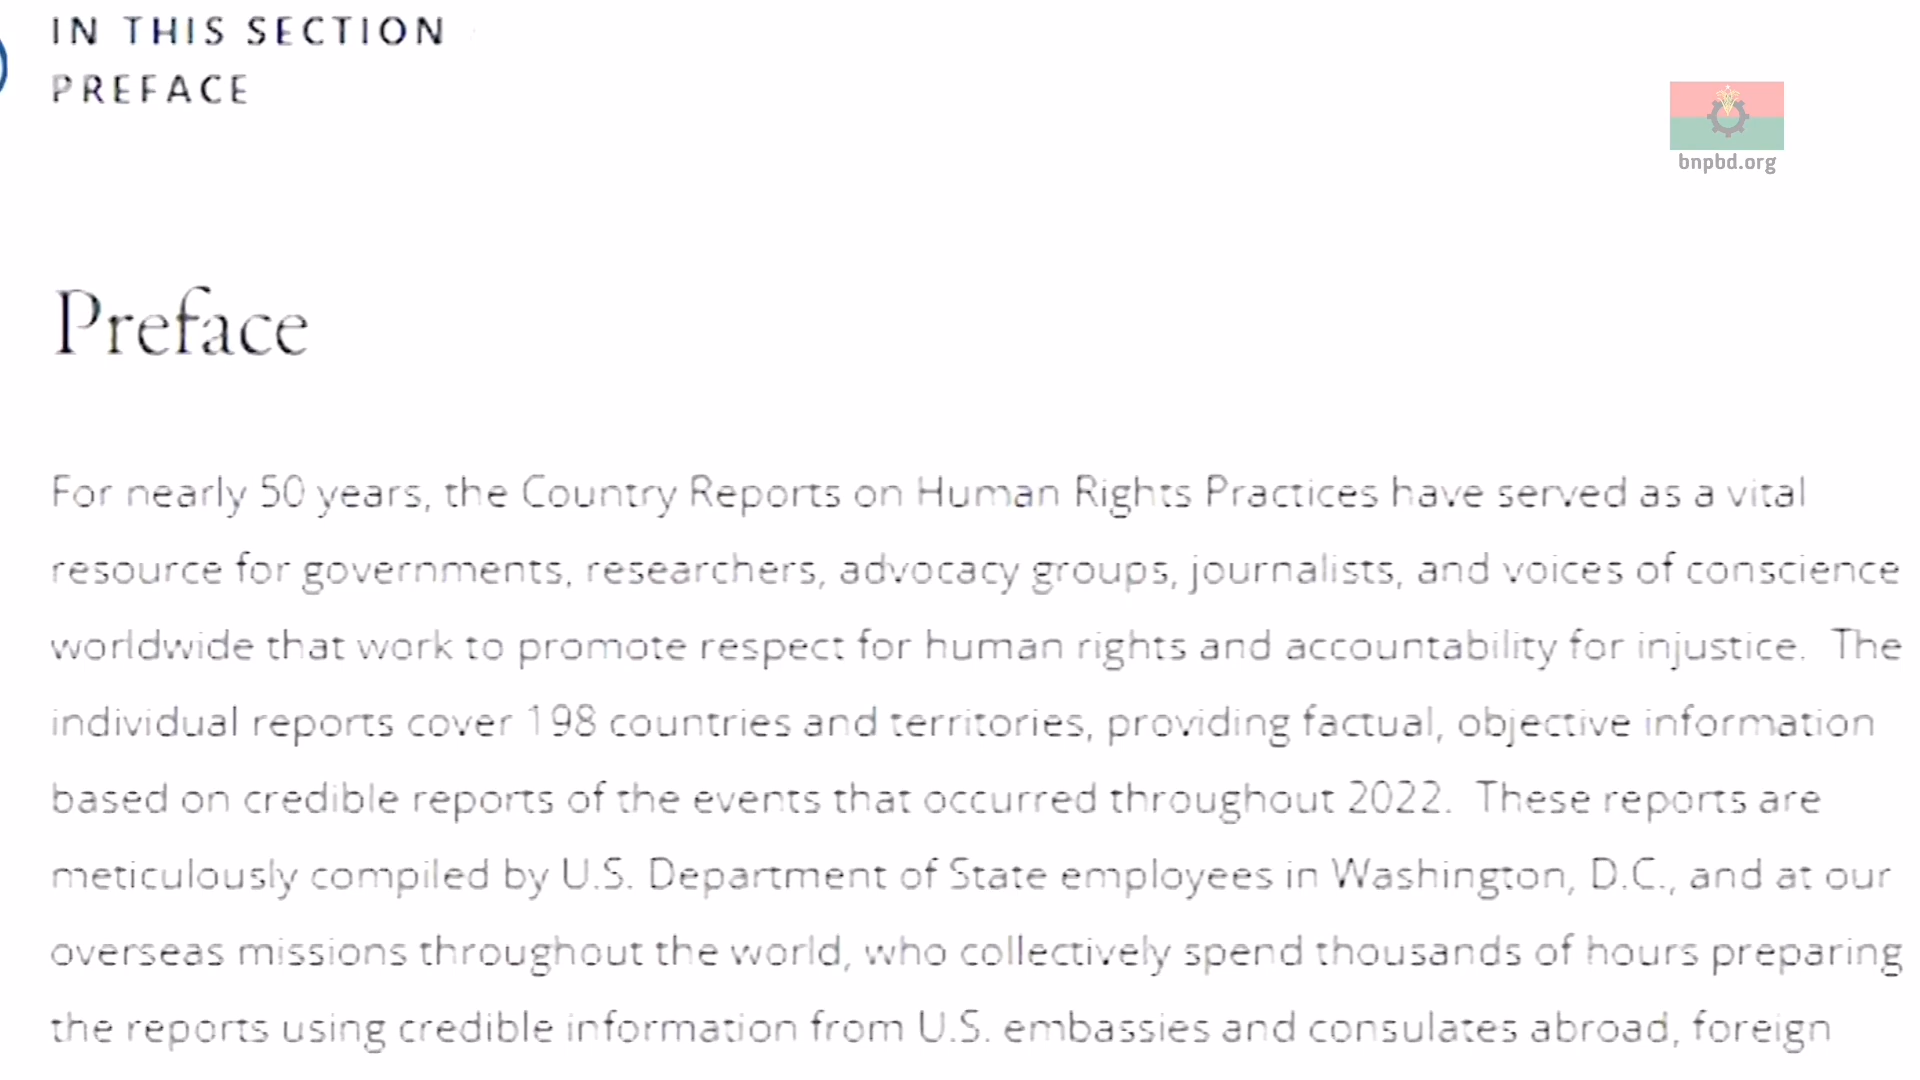 IN THIS SECTION
PREFACE
bnpbd.org
Preface
For nearly 50 years, the Country Reports on Human Rights Practices have served as a vital
resource for governments, researchers, advocacy groups, journalists, and voices of conscience
worldwide that work to promote respect for human rights and accountability for injustice.  The
individual reports cover 198 countries and territories, providing factual, objective information
based on credible reports of the events that occurred throughout 2022.  These reports are
meticulously compiled by U.S. Department of State employees in Washington, D.C., and at our
overseas missions throughout the world, who collectively spend thousands of hours preparing
the reports using credible information from U.S. embassies and consulates abroad, foreign